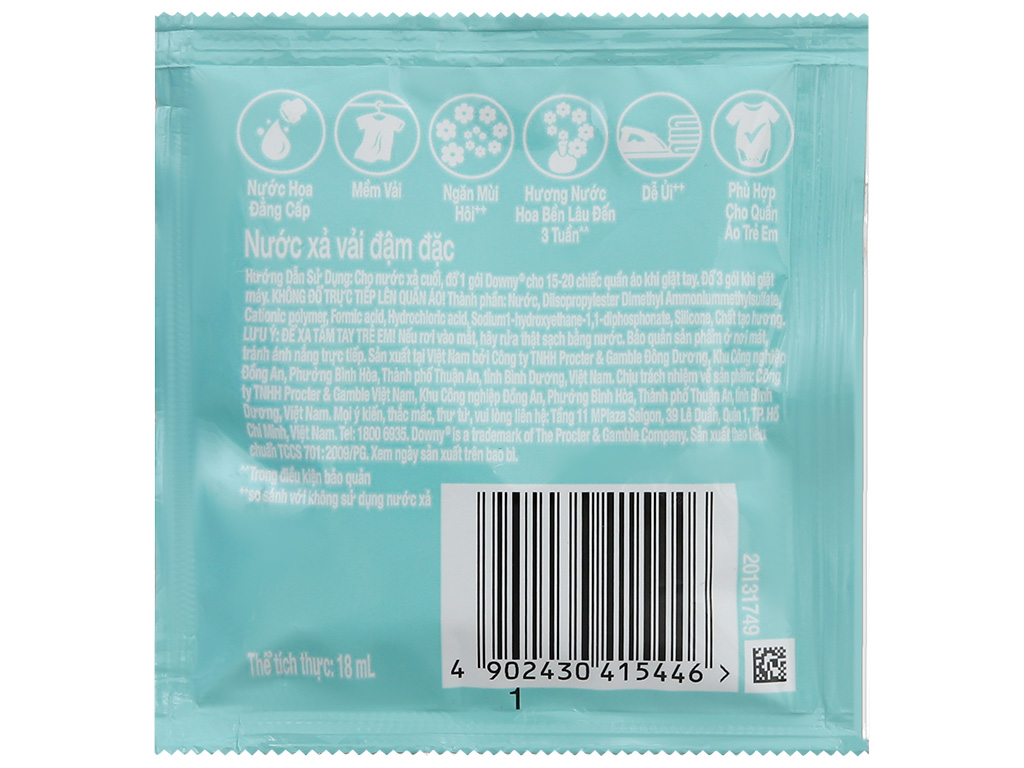 Nước Hoa
Đẳng Cấp
Mềm Vải
Ngăn Mùi
Hôi⁺⁺
Hương Nước
Hoa Bền Lâu Đến
3 Tuần^^
Dễ Ủi⁺⁺
Phù Hợp
Cho Quần
Áo Trẻ Em
Nước xả vải đậm đặc
Hướng Dẫn Sử Dụng: Cho nước xả cuối, đổ 1 gói Downy® cho 15-20 chiếc quần áo khi giặt tay. Đổ 3 gói khi giặt
máy. KHÔNG ĐỔ TRỰC TIẾP LÊN QUẦN ÁO! Thành phần: Nước, Diisopropylester Dimethyl Ammoniummethylsulfate,
Cationic polymer, Formic acid, Hydrochloric acid, Sodium1-hydroxyethane-1,1-diphosphonate, Silicone, Chất tạo hương.
LƯU Ý: ĐỂ XA TẦM TAY TRẺ EM! Nếu rơi vào mắt, hãy rửa thật sạch bằng nước. Bảo quản sản phẩm ở nơi mát,
tránh ánh nắng trực tiếp. Sản xuất tại Việt Nam bởi Công ty TNHH Procter & Gamble Đông Dương, Khu Công nghiệp
Đồng An, Phường Bình Hòa, Thành phố Thuận An, tỉnh Bình Dương, Việt Nam. Chịu trách nhiệm về sản phẩm: Công
ty TNHH Procter & Gamble Việt Nam, Khu Công nghiệp Đồng An, Phường Bình Hòa, Thành phố Thuận An, tỉnh Bình
Dương, Việt Nam. Mọi ý kiến, thắc mắc, thư từ, vui lòng liên hệ: Tầng 11 MPlaza Saigon, 39 Lê Duẩn, Quận 1, TP. Hồ
Chí Minh, Việt Nam. Tel: 1800 6935. Downy® is a trademark of The Procter & Gamble Company. Sản xuất theo tiêu
chuẩn TCCS 701:2009/PG. Xem ngày sản xuất trên bao bì.
^^Trong điều kiện bảo quản
⁺⁺so sánh với không sử dụng nước xả
Thể tích thực: 18 mL
4 902430 415446 >
1
20131749